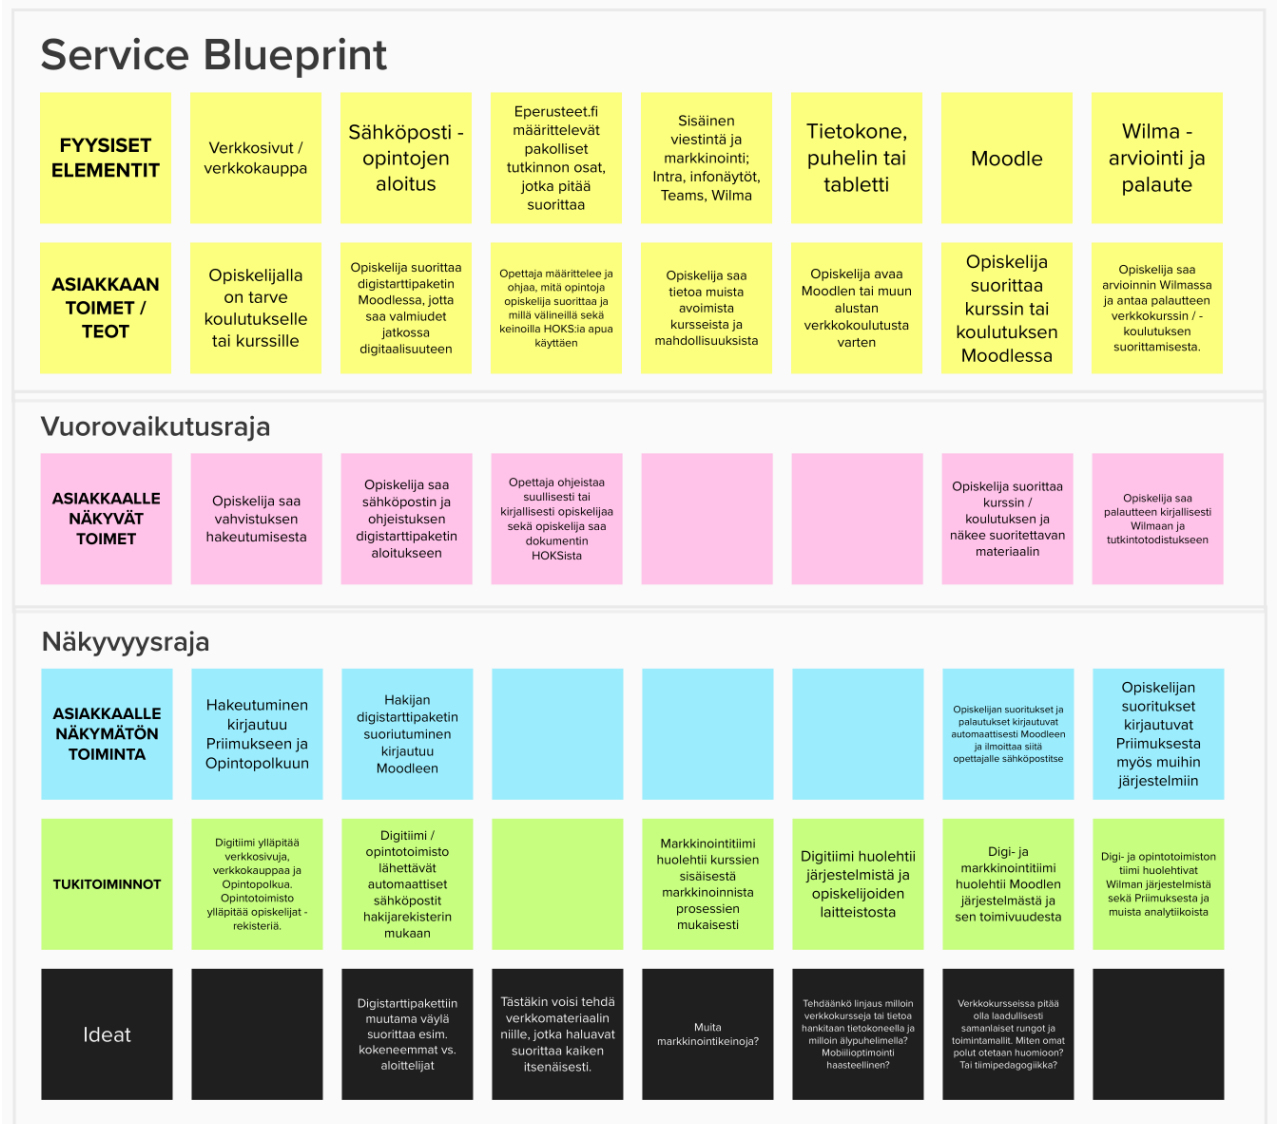 Service Blueprint
FYYSISET
ELEMENTIT
Verkkosivut /
verkkokauppa
Sähköposti -
opintojen
aloitus
Eperusteet.fi
määrittelevät
pakolliset
tutkinnon osat,
jotka pitää
suorittaa
Sisäinen
viestintä ja
markkinointi;
Intra, infonäytöt,
Teams, Wilma
Tietokone,
puhelin tai
tabletti
Moodle
Wilma -
arviointi ja
palaute
ASIAKKAAN
TOIMET /
TEOT
Opiskelijalla
on tarve
koulutukselle
tai kurssille
Opiskelija suorittaa
digistarttipaketin
Moodlessa, jotta
saa valmiudet
jatkossa
digitaalisuuteen
Opettaja määrittelee ja
ohjaa, mitä opintoja
opiskelija suorittaa ja
millä välineillä sekä
keinoilla HOKS:ia apua
käyttäen
Opiskelija saa
tietoa muista
avoimista
kursseista ja
mahdollisuuksista
Opiskelija avaa
Moodlen tai muun
alustan
verkkokoulutusta
varten
Opiskelija
suorittaa
kurssin tai
koulutuksen
Moodlessa
Opiskelija saa
arvioinnin Wilmassa
ja antaa palautteen
verkkokurssin / -
koulutuksen
suorittamisesta.
Vuorovaikutusraja
ASIAKKAALLE
NÄKYVÄT
TOIMET
Opiskelija saa
vahvistuksen
hakeutumisesta
Opiskelija saa
sähköpostin ja
ohjeistuksen
digistarttipaketin
aloitukseen
Opettaja ohjeistaa
suullisesti tai
kirjallisesti opiskelijaa
sekä opiskelija saa
dokumentin
HOKSista
Opiskelija suorittaa
kurssin /
koulutuksen ja
näkee suoritettavan
materiaalin
Opiskelija saa
palautteen kirjallisesti
Wilmaan ja
tutkintotodistukseen
Näkyvyysraja
ASIAKKAALLE
NÄKYMÄTÖN
TOIMINTA
Hakeutuminen
kirjautuu
Priimukseen ja
Opintopolkuun
Hakijan
digistarttipaketin
suoriutuminen
kirjautuu
Moodleen
Opiskelijan suoritukset ja
palautukset kirjautuvat
automaattisesti Moodleen
ja ilmoittaa siitä
opettajalle sähköpostitse
Opiskelijan
suoritukset
kirjautuvat
Priimuksesta
myös muihin
järjestelmiin
TUKITOIMINNOT
Digitiimi ylläpitää
verkkosivuja,
verkkokauppaa ja
Opintopolkua.
Opintotoimisto
ylläpitää opiskelijat -
rekisteriä.
Digitiimi /
opintotoimisto
lähettävät
automaattiset
sähköpostit
hakijarekisterin
mukaan
Markkinointitiimi
huolehtii kurssien
sisäisestä
markkinoinnista
prosessien
mukaisesti
Digitiimi huolehtii
järjestelmistä ja
opiskelijoiden
laitteistosta
Digi- ja
markkinointitiimi
huolehtii Moodlen
järjestelmästä ja
sen toimivuudesta
Digi- ja opintotoimiston
tiimi huolehtivat
Wilman järjestelmistä
sekä Priimuksesta ja
muista analytiikoista
Ideat
Digistarttipakettiin
muutama väylä
suorittaa esim.
kokeneemmat vs.
aloittelijat
Tästäkin voisi tehdä
verkkomateriaalin
niille, jotka haluavat
suorittaa kaiken
itsenäisesti.
Muita
markkinointikeinoja?
Tehdäänkö linjaus milloin
verkkokursseja tai tietoa
hankitaan tietokoneella ja
milloin älypuhelimella?
Mobiilioptimointi
haasteellinen?
Verkkokursseissa pitää
olla laadullisesti
samanlaiset rungot ja
toimintamallit. Miten omat
polut otetaan huomioon?
Tai tiimipedagogiikka?